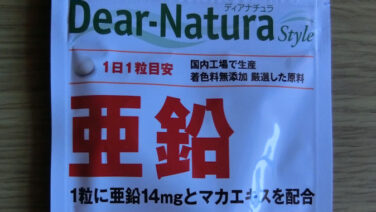 Dear-Natura
ディアナチュラ
Style
1日1粒目安
国内工場で生産
着色料無添加 厳選した原料
亜鉛
1粒に亜鉛14mgとマカエキスを配合